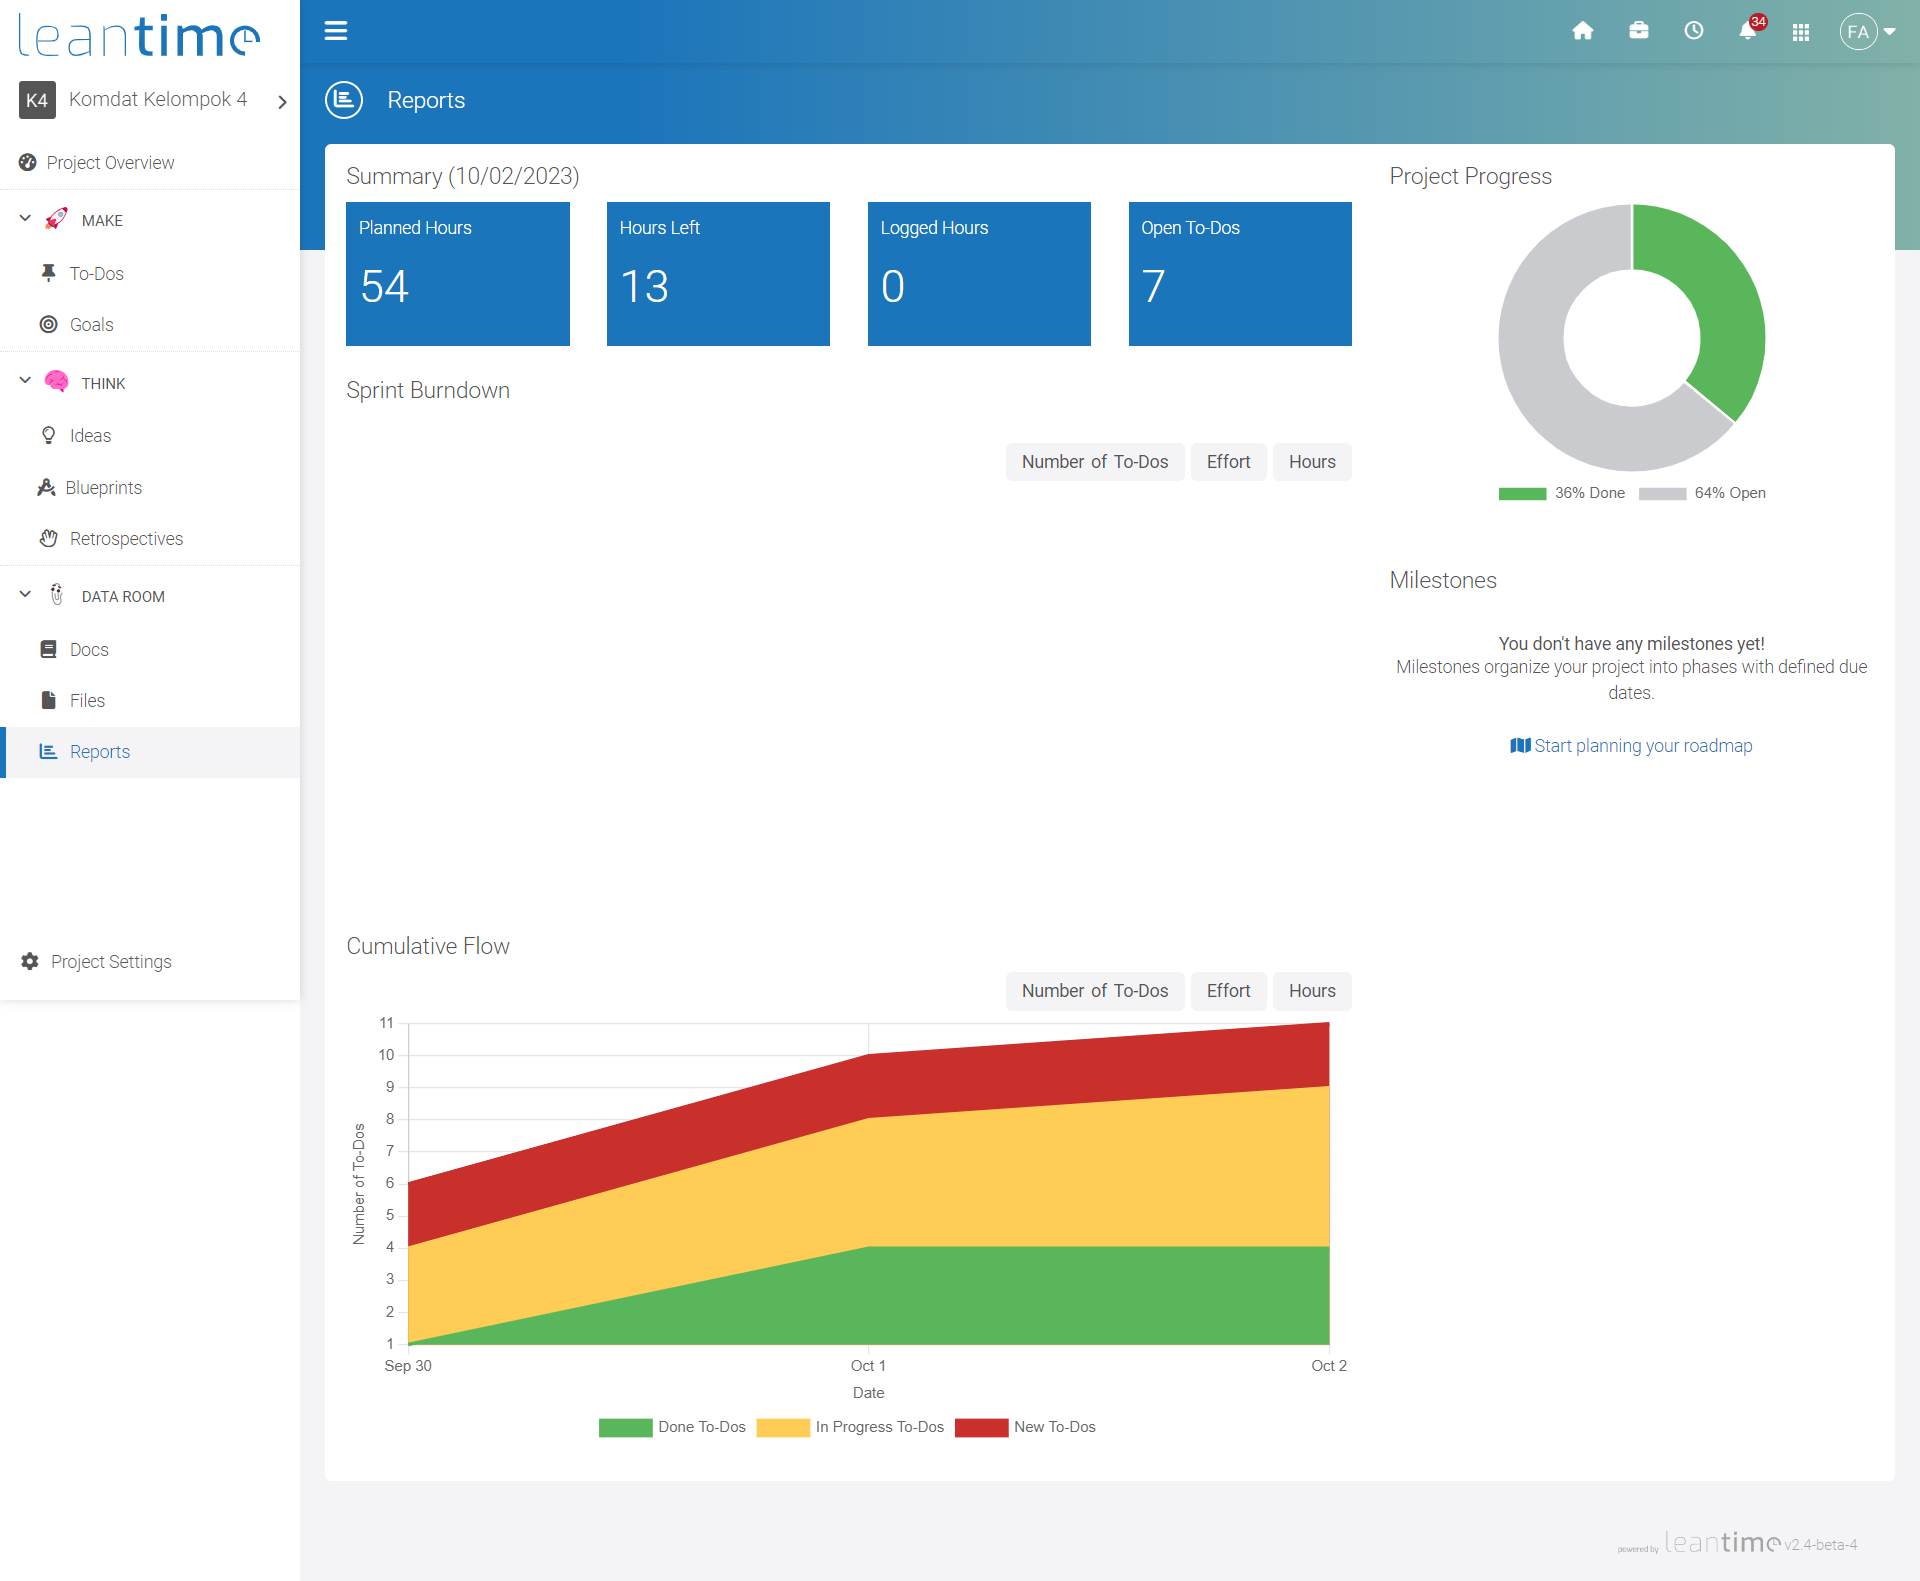 leantime
K4 Komdat Kelompok 4
Project Overview
MAKE
To-Dos
Goals
THINK
Ideas
Blueprints
Retrospectives
DATA ROOM
Docs
Files
Reports
Project Settings
34
FA
Reports
Summary (10/02/2023)
Planned Hours
54
Hours Left
13
Logged Hours
0
Open To-Dos
7
Sprint Burndown
Number of To-Dos Effort Hours
Cumulative Flow
Number of To-Dos Effort Hours
11
10
9
8
7
6
5
4
3
2
1
Number of To-Dos
Sep 30 Oct 1 Oct 2
Date
Done To-Dos In Progress To-Dos New To-Dos
Project Progress
36% Done 64% Open
Milestones
You don't have any milestones yet!
Milestones organize your project into phases with defined due
dates.
Start planning your roadmap
powered by leantime v2.4-beta-4